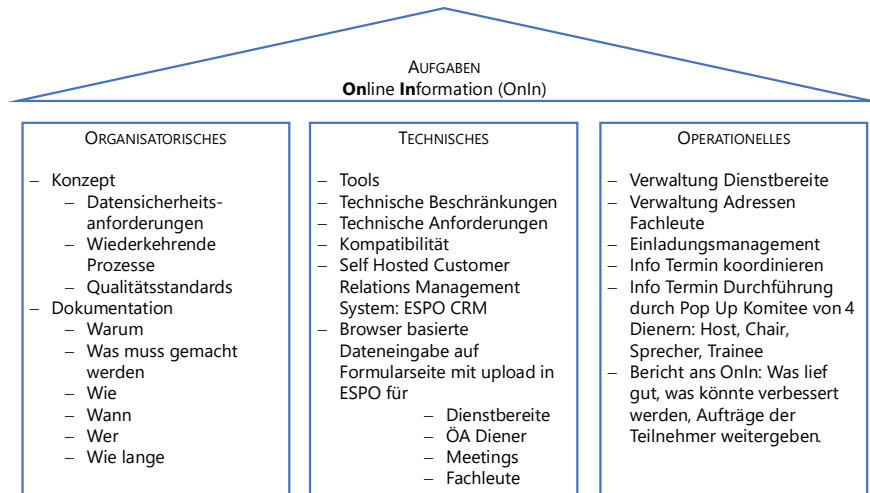 AUFGABEN
Online Information (OnIn)
ORGANISATORISCHES
– Konzept
– Datensicherheits-
anforderungen
– Wiederkehrende
Prozesse
– Qualitätsstandards
– Dokumentation
– Warum
– Was muss gemacht
werden
– Wie
– Wann
– Wer
– Wie lange
TECHNISCHES
– Tools
– Technische Beschränkungen
– Technische Anforderungen
– Kompatibilität
– Self Hosted Customer
Relations Management
System: ESPO CRM
– Browser basierte
Dateneingabe auf
Formularseite mit upload in
ESPO für
– Dienstbereite
– ÖA Diener
– Meetings
– Fachleute
OPERATIONELLES
– Verwaltung Dienstbereite
– Verwaltung Adressen
Fachleute
– Einladungsmanagement
– Info Termin koordinieren
– Info Termin Durchführung
durch Pop Up Komitee von 4
Dienern: Host, Chair,
Sprecher, Trainee
– Bericht ans OnIn: Was lief
gut, was könnte verbessert
werden, Aufträge der
Teilnehmer weitergeben.